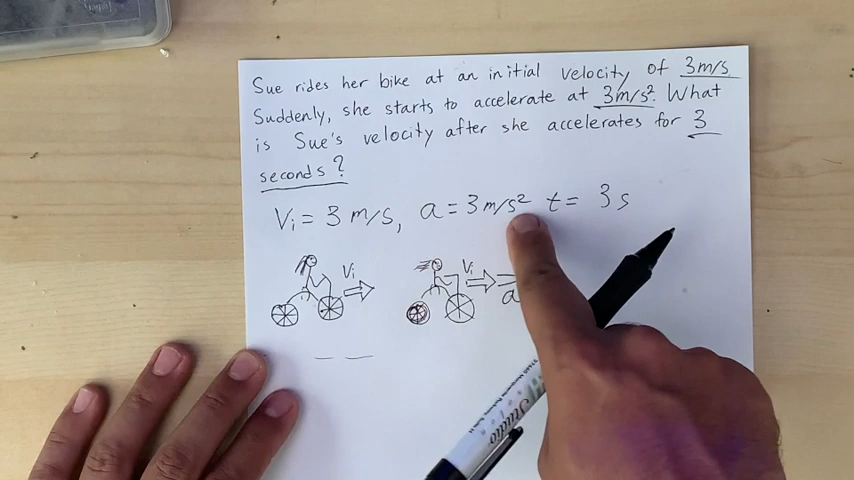 Sue rides her bike at an initial velocity of 3m/s
Suddenly, she starts to accelerate at 3m/s². What
is Sue's velocity after she accelerates for 3
seconds?
Vi = 3 m/s, a = 3 m/s² t = 3 s
Vi Vi
a
Studio